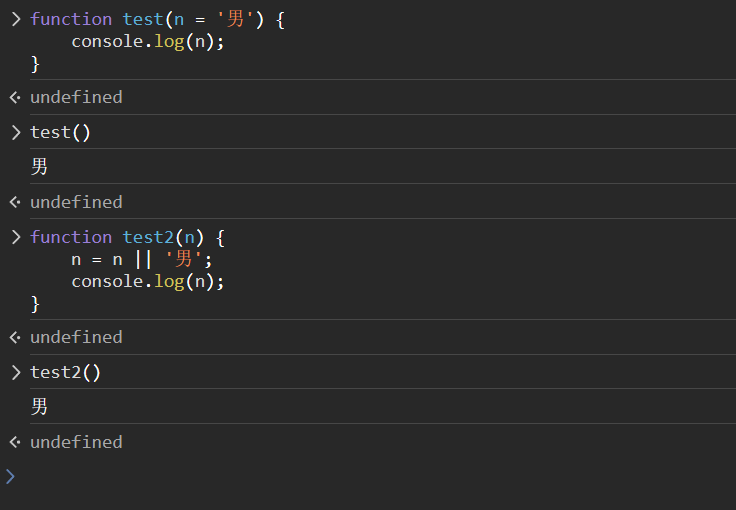 > function test(n = '男') {
    console.log(n);
}
undefined
> test()
男
undefined
> function test2(n) {
    n = n || '男';
    console.log(n);
}
undefined
> test2()
男
undefined
>